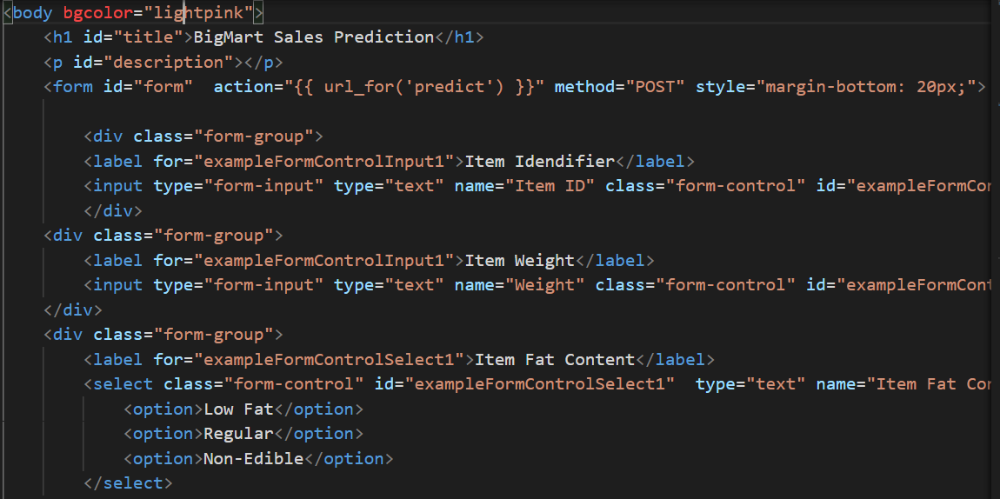 <body bgcolor="lightpink">
<h1 id="title">BigMart Sales Prediction</h1>
<p id="description"></p>
<form id="form"  action="{{ url_for('predict') }}" method="POST" style="margin-bottom: 20px;">
<div class="form-group">
<label for="exampleFormControlInput1">Item Idendifier</label>
<input type="form-input" type="text" name="Item ID" class="form-control" id="exampleFormCor
</div>
<div class="form-group">
<label for="exampleFormControlInput1">Item Weight</label>
<input type="form-input" type="text" name="Weight" class="form-control" id="exampleFormCont
</div>
<div class="form-group">
<label for="exampleFormControlSelect1">Item Fat Content</label>
<select class="form-control" id="exampleFormControlSelect1"  type="text" name="Item Fat Cor
<option>Low Fat</option>
<option>Regular</option>
<option>Non-Edible</option>
</select>